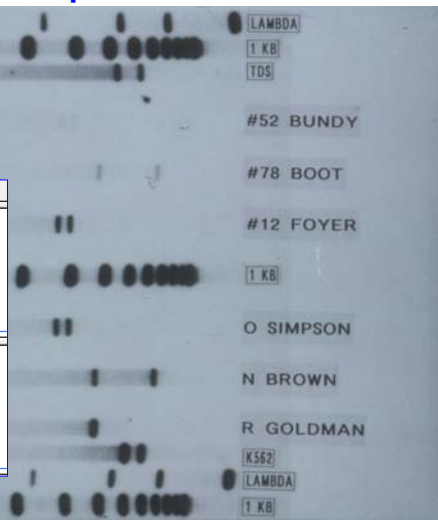 LAMBDA
1 KB
TDS
#52 BUNDY
#78 BOOT
#12 FOYER
1 KB
O SIMPSON
N BROWN
R GOLDMAN
K562
LAMBDA
1 KB